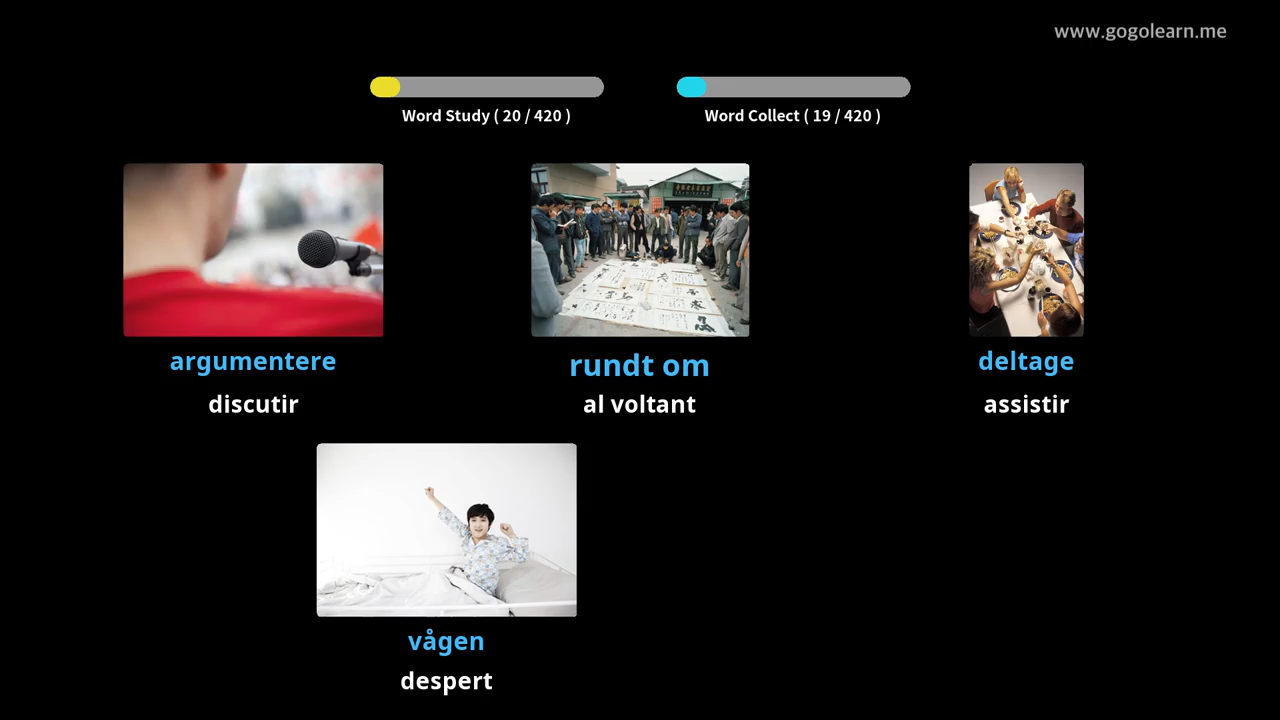 www.gogolearn.me
Word Study ( 20 / 420 )
Word Collect ( 19 / 420 )
argumentere
discutir
rundt om
al voltant
deltage
assistir
vågen
despert